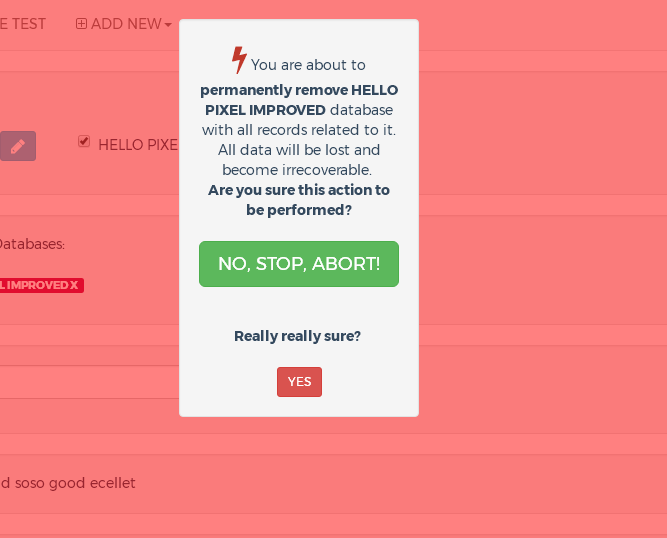 E TEST ADD NEW
You are about to
permanently remove HELLO
PIXEL IMPROVED database
with all records related to it.
All data will be lost and
become irrecoverable.
Are you sure this action to
be performed?
HELLO PIXE
NO, STOP, ABORT!
Databases:
L IMPROVED X
Really really sure?
YES
d soso good ecellet